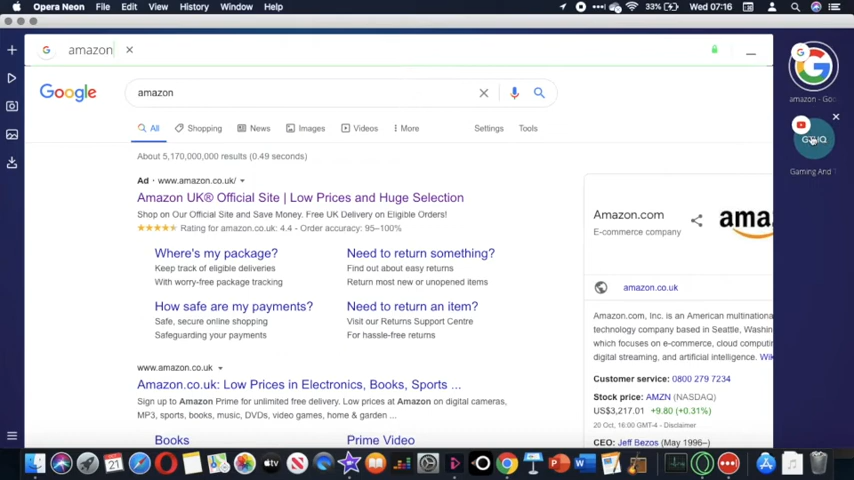 Opera Neon File Edit View History Window Help 33% Wed 07:16
amazon
amazon - Goo
Google amazon
All Shopping News Images Videos More Settings Tools
About 5,170,000,000 results (0.49 seconds)
Ad · www.amazon.co.uk/
Amazon UK® Official Site | Low Prices and Huge Selection
Shop on Our Official Site and Save Money. Free UK Delivery on Eligible Orders!
Rating for amazon.co.uk: 4.4 - Order accuracy: 95–100%
Where's my package?
Keep track of eligible deliveries
With worry-free package tracking
Need to return something?
Find out about easy returns
Return most new or unopened items
How safe are my payments?
Safe, secure online shopping
Safeguarding your payments
Need to return an item?
Visit our Returns Support Centre
For hassle-free returns
www.amazon.co.uk
Amazon.co.uk: Low Prices in Electronics, Books, Sports ...
Sign up to Amazon Prime for unlimited free delivery. Low prices at Amazon on digital cameras,
MP3, sports, books, music, DVDs, video games, home & garden ...
Books
Prime Video
Amazon.com
E-commerce company
ama
amazon.co.uk
Amazon.com, Inc. is an American multinationa
technology company based in Seattle, Washin
which focuses on e-commerce, cloud computi
digital streaming, and artificial intelligence. Wik
Customer service: 0800 279 7234
Stock price: AMZN (NASDAQ)
US$3,217.01 +9.80 (+0.31%)
20 Oct, 16:00 GMT-4 - Disclaimer
CEO: Jeff Bezos (May 1996–)
Gaming And
21
tv